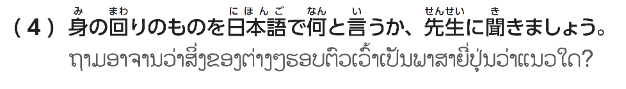 (4) 身の回りのものを日本語で何と言うか、先生に聞きましょう。
ຖາມອາຈານວ່າສິ່ງຂອງຕ່າງໆຮອບຕົວເວົ້າເປັນພາສາຍີ່ປຸ່ນວ່າແນວໃດ?